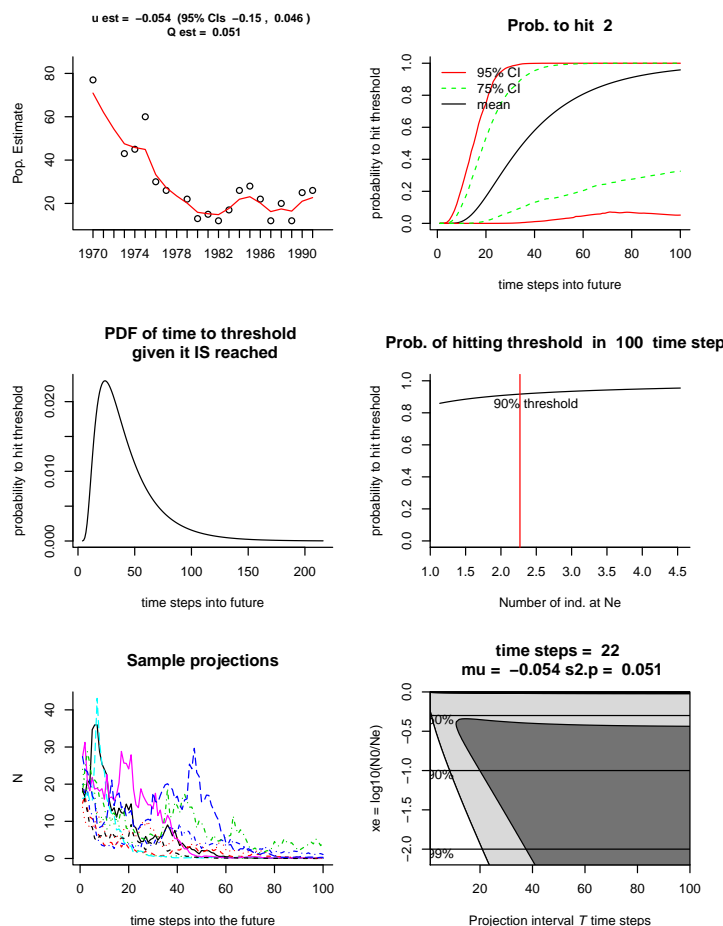 u est = −0.054 (95% CIs −0.15 , 0.046 )
Q est = 0.051
Pop. Estimate
80
60
40
20
1970 1974 1978 1982 1986 1990
Prob. to hit 2
probability to hit threshold
1.0
0.8
0.6
0.4
0.2
0.0
95% CI
75% CI
mean
0 20 40 60 80 100
time steps into future
PDF of time to threshold
given it IS reached
probability to hit threshold
0.020
0.010
0.000
0 50 100 150 200
time steps into future
Prob. of hitting threshold in 100 time step
probability to hit threshold
1.0
0.8
0.6
0.4
0.2
0.0
90% threshold
1.0 1.5 2.0 2.5 3.0 3.5 4.0 4.5
Number of ind. at Ne
Sample projections
N
40
30
20
10
0
0 20 40 60 80 100
time steps into the future
time steps = 22
mu = −0.054 s2.p = 0.051
xe = log10(N0/Ne)
0.0
−0.5
−1.0
−1.5
−2.0
90%
99%
20 40 60 80 100
Projection interval T time steps